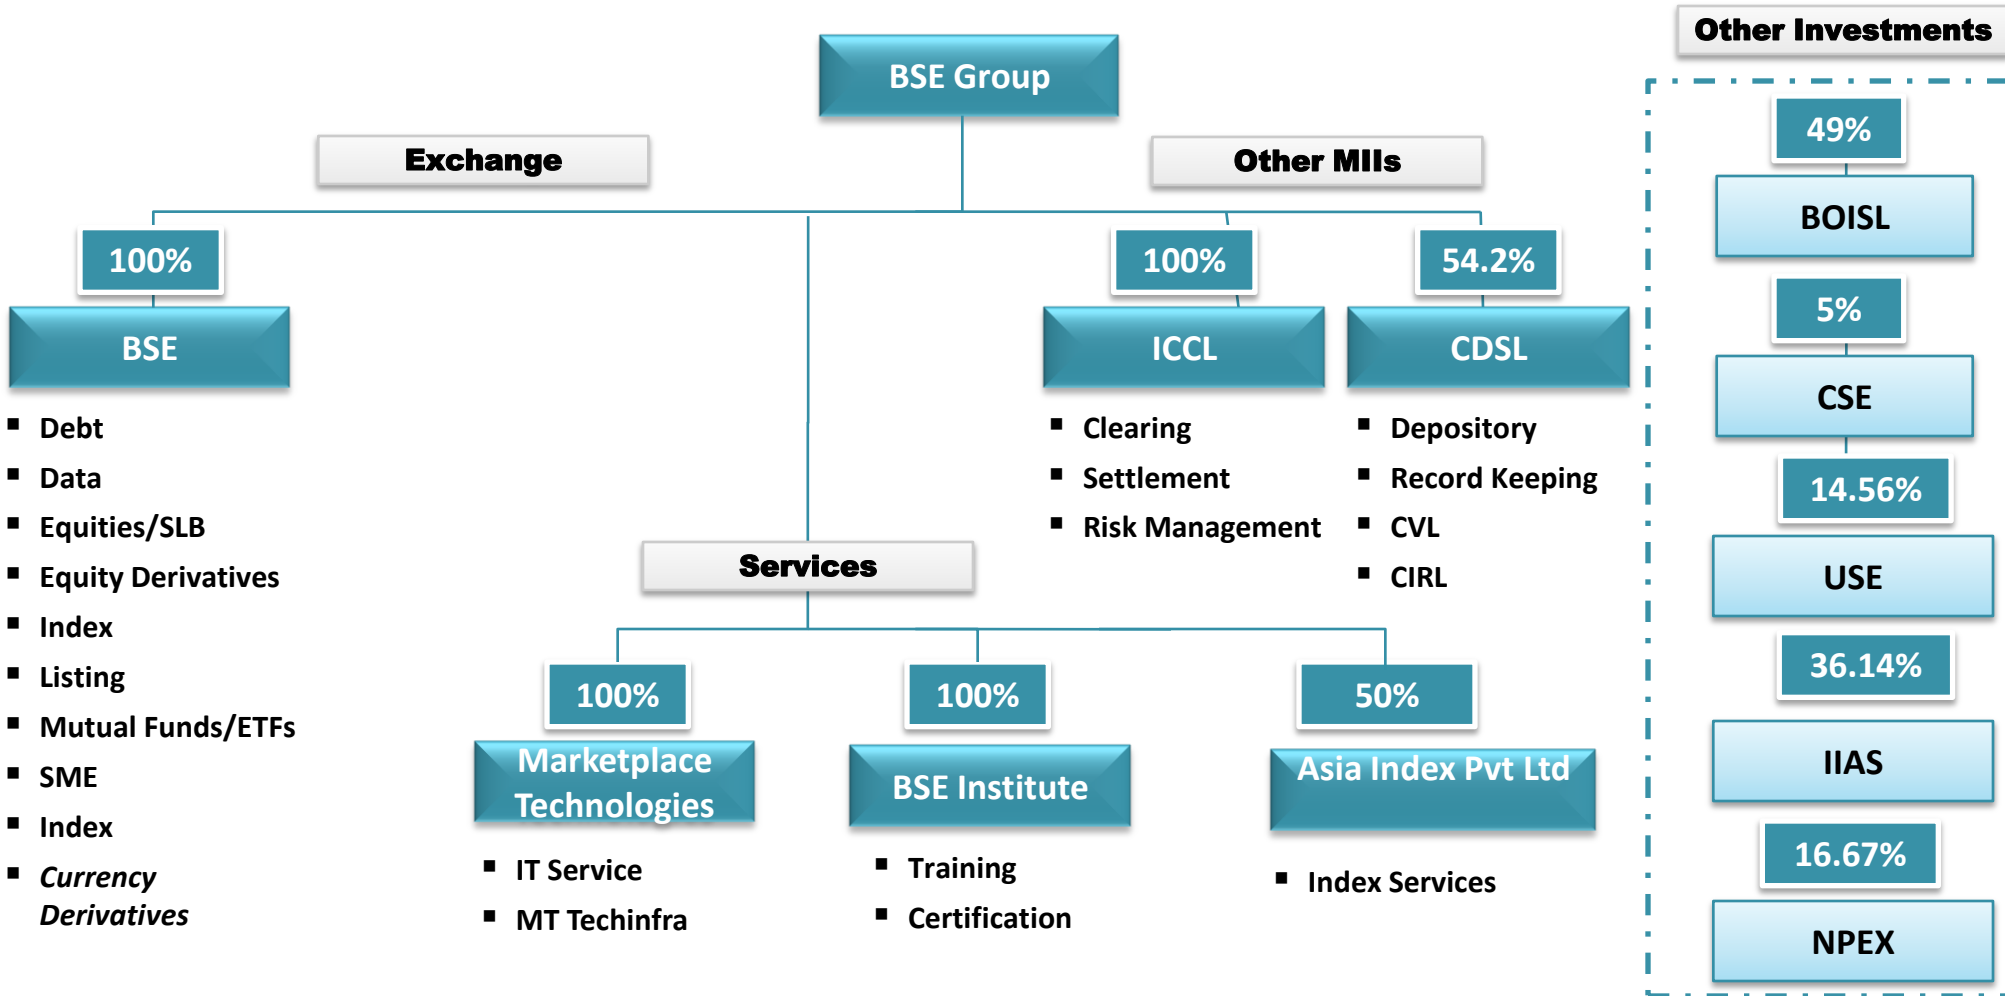 BSE Group
Exchange
Other MIIs
100%
BSE
▪ Debt
▪ Data
▪ Equities/SLB
▪ Equity Derivatives
▪ Index
▪ Listing
▪ Mutual Funds/ETFs
▪ SME
▪ Index
▪ Currency
Derivatives
100%
ICCL
▪ Clearing
▪ Settlement
▪ Risk Management
54.2%
CDSL
▪ Depository
▪ Record Keeping
▪ CVL
▪ CIRL
Services
100%
Marketplace
Technologies
▪ IT Service
▪ MT Techinfra
100%
BSE Institute
▪ Training
▪ Certification
50%
Asia Index Pvt Ltd
▪ Index Services
Other Investments
49%
BOISL
5%
CSE
14.56%
USE
36.14%
IIAS
16.67%
NPEX